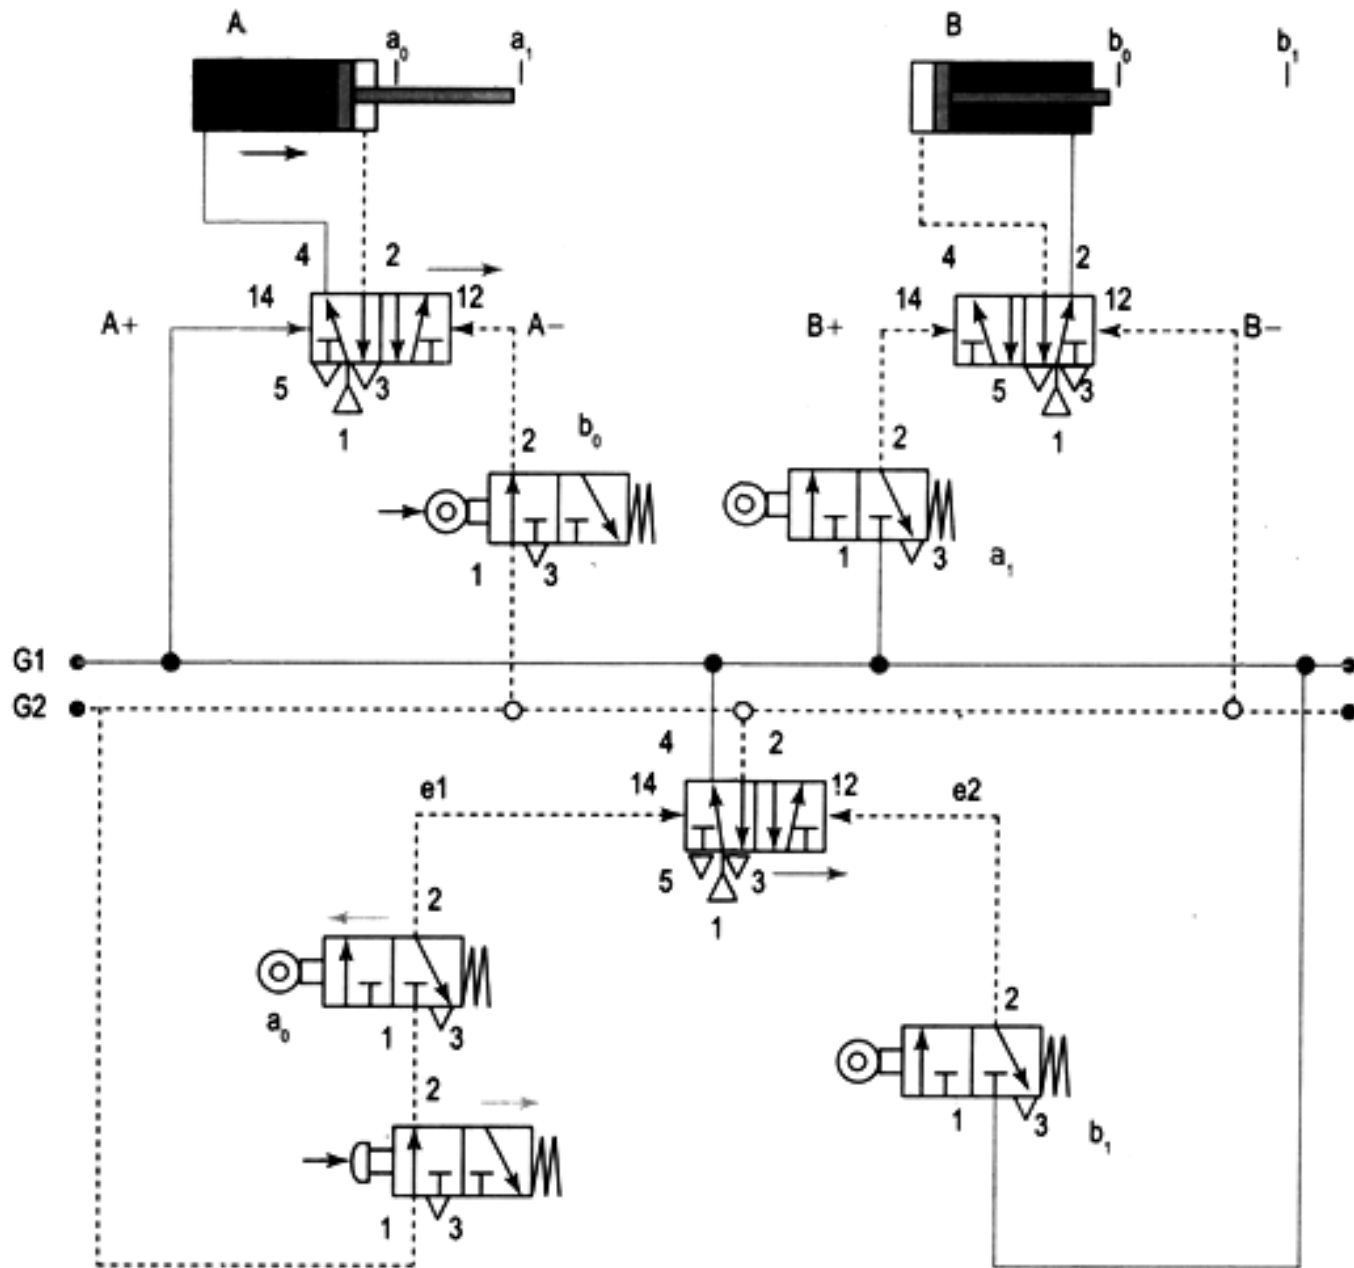 A B
a₀ a₁ b₀ b₁
4 2 4 2
14 12 14 12
A+ A− B+ B−
5 3 5 3
1 1
2 b₀ 2
1 3 1 3 a₁
G1
G2
4 2
e1 14 12 e2
5 3
1
2
a₀ 1 3 2
2 1 3 b₁
1 3